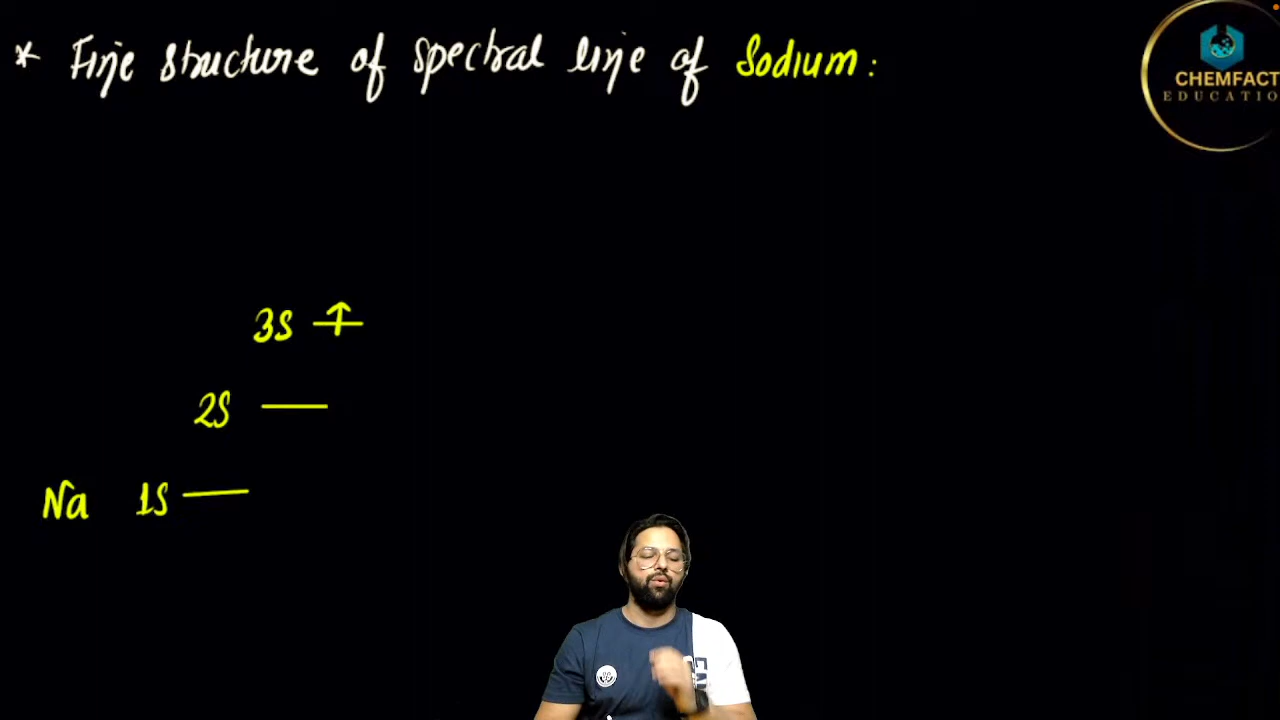 * Fine structure of spectral line of Sodium :
CHEMFACT
EDUCATIO
3S
2S
Na 1S